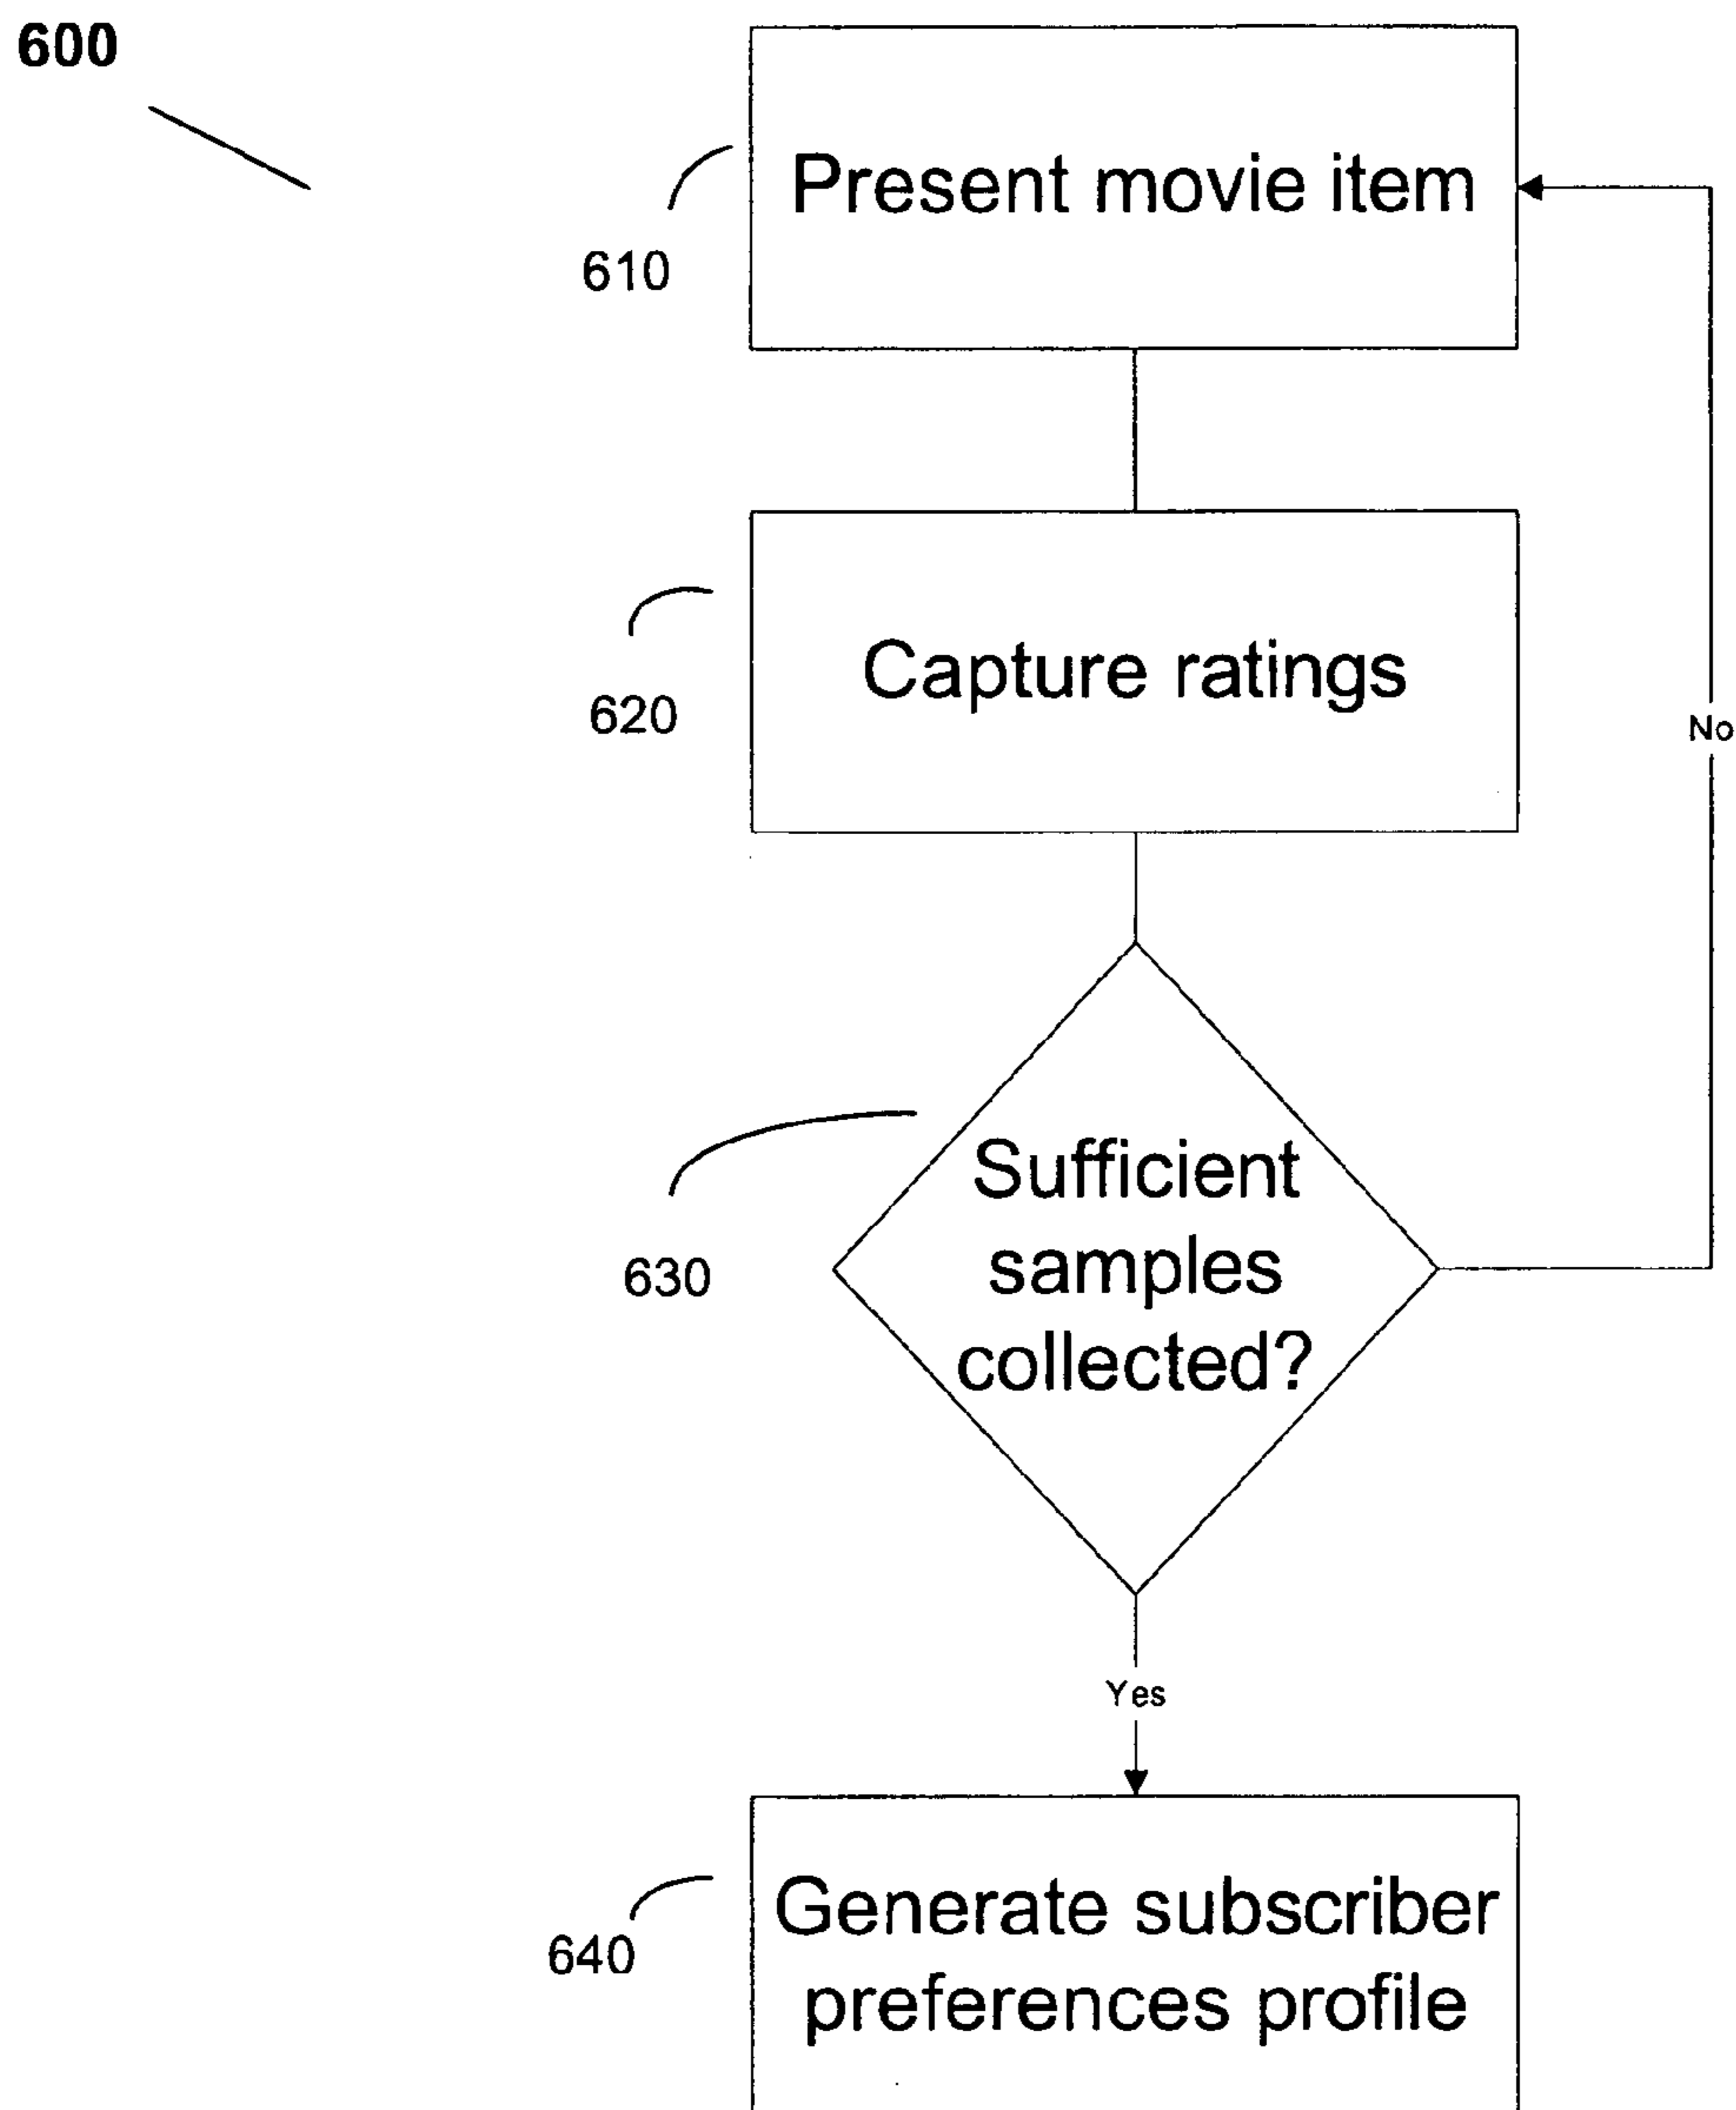 600
Present movie item
610
Capture ratings
620
No
Sufficient
samples
collected?
630
Yes
Generate subscriber
preferences profile
640